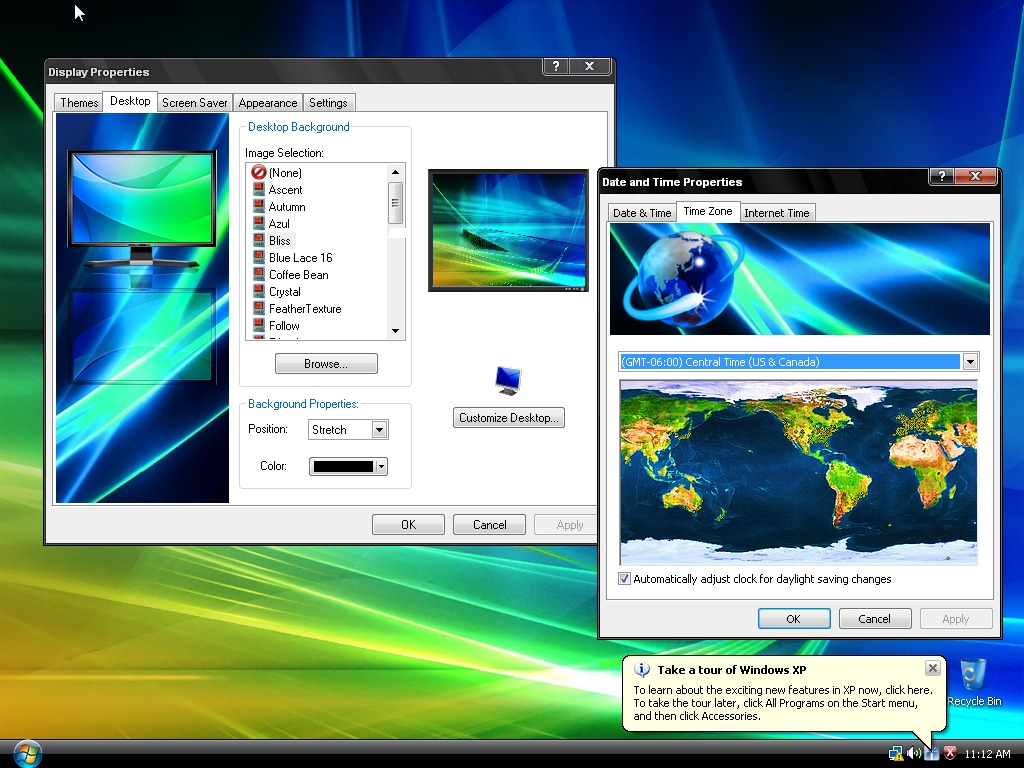 Display Properties
?
X
Themes
Desktop
Screen Saver
Appearance
Settings
Desktop Background
Image Selection:
(None)
Ascent
Autumn
Azul
Bliss
Blue Lace 16
Coffee Bean
Crystal
FeatherTexture
Follow
Browse...
Background Properties:
Position:
Stretch
Color:
Customize Desktop...
OK
Cancel
Apply
Date and Time Properties
?
X
Date & Time
Time Zone
Internet Time
(GMT-06:00) Central Time (US & Canada)
Automatically adjust clock for daylight saving changes
OK
Cancel
Apply
Take a tour of Windows XP
To learn about the exciting new features in XP now, click here.
To take the tour later, click All Programs on the Start menu,
and then click Accessories.
Recycle Bin
11:12 AM